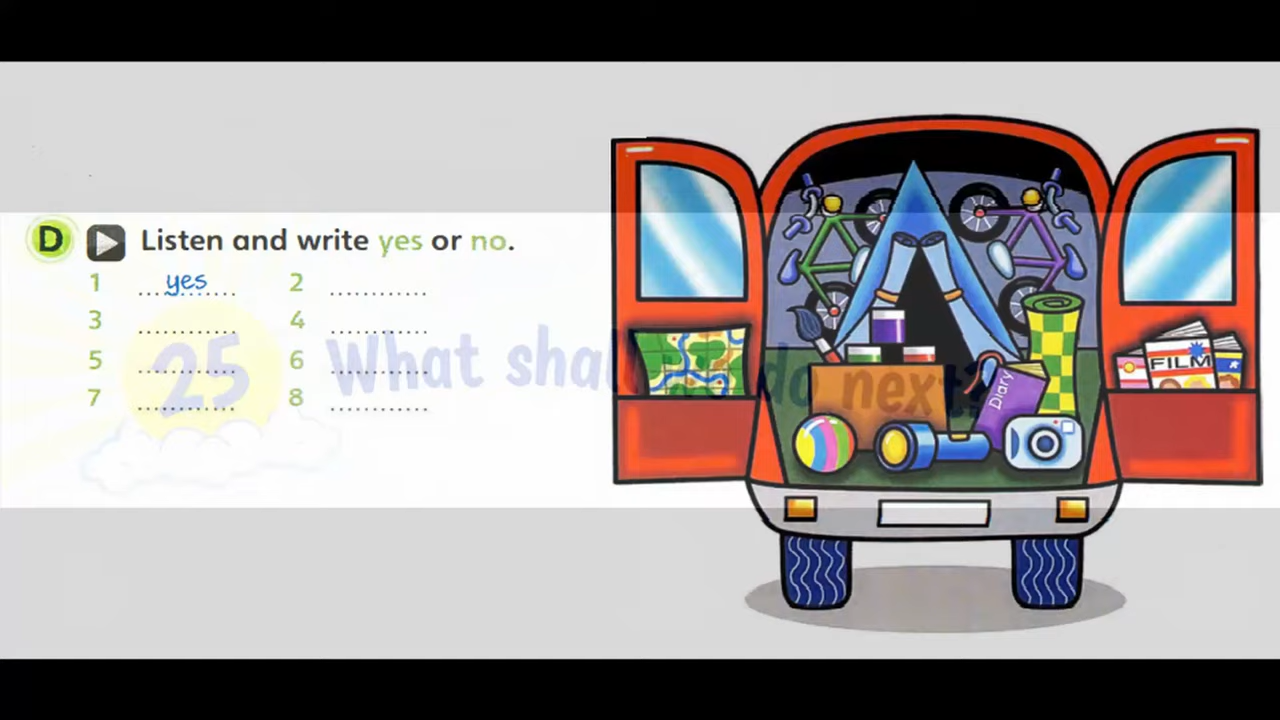 D Listen and write yes or no.
1 yes 2
3 4
5 6
7 8
25 What shall we do next?
Diary
FILM